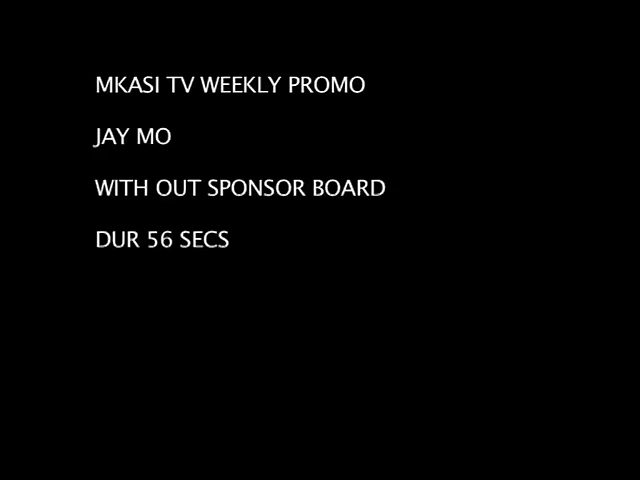 MKASI TV WEEKLY PROMO
JAY MO
WITH OUT SPONSOR BOARD
DUR 56 SECS